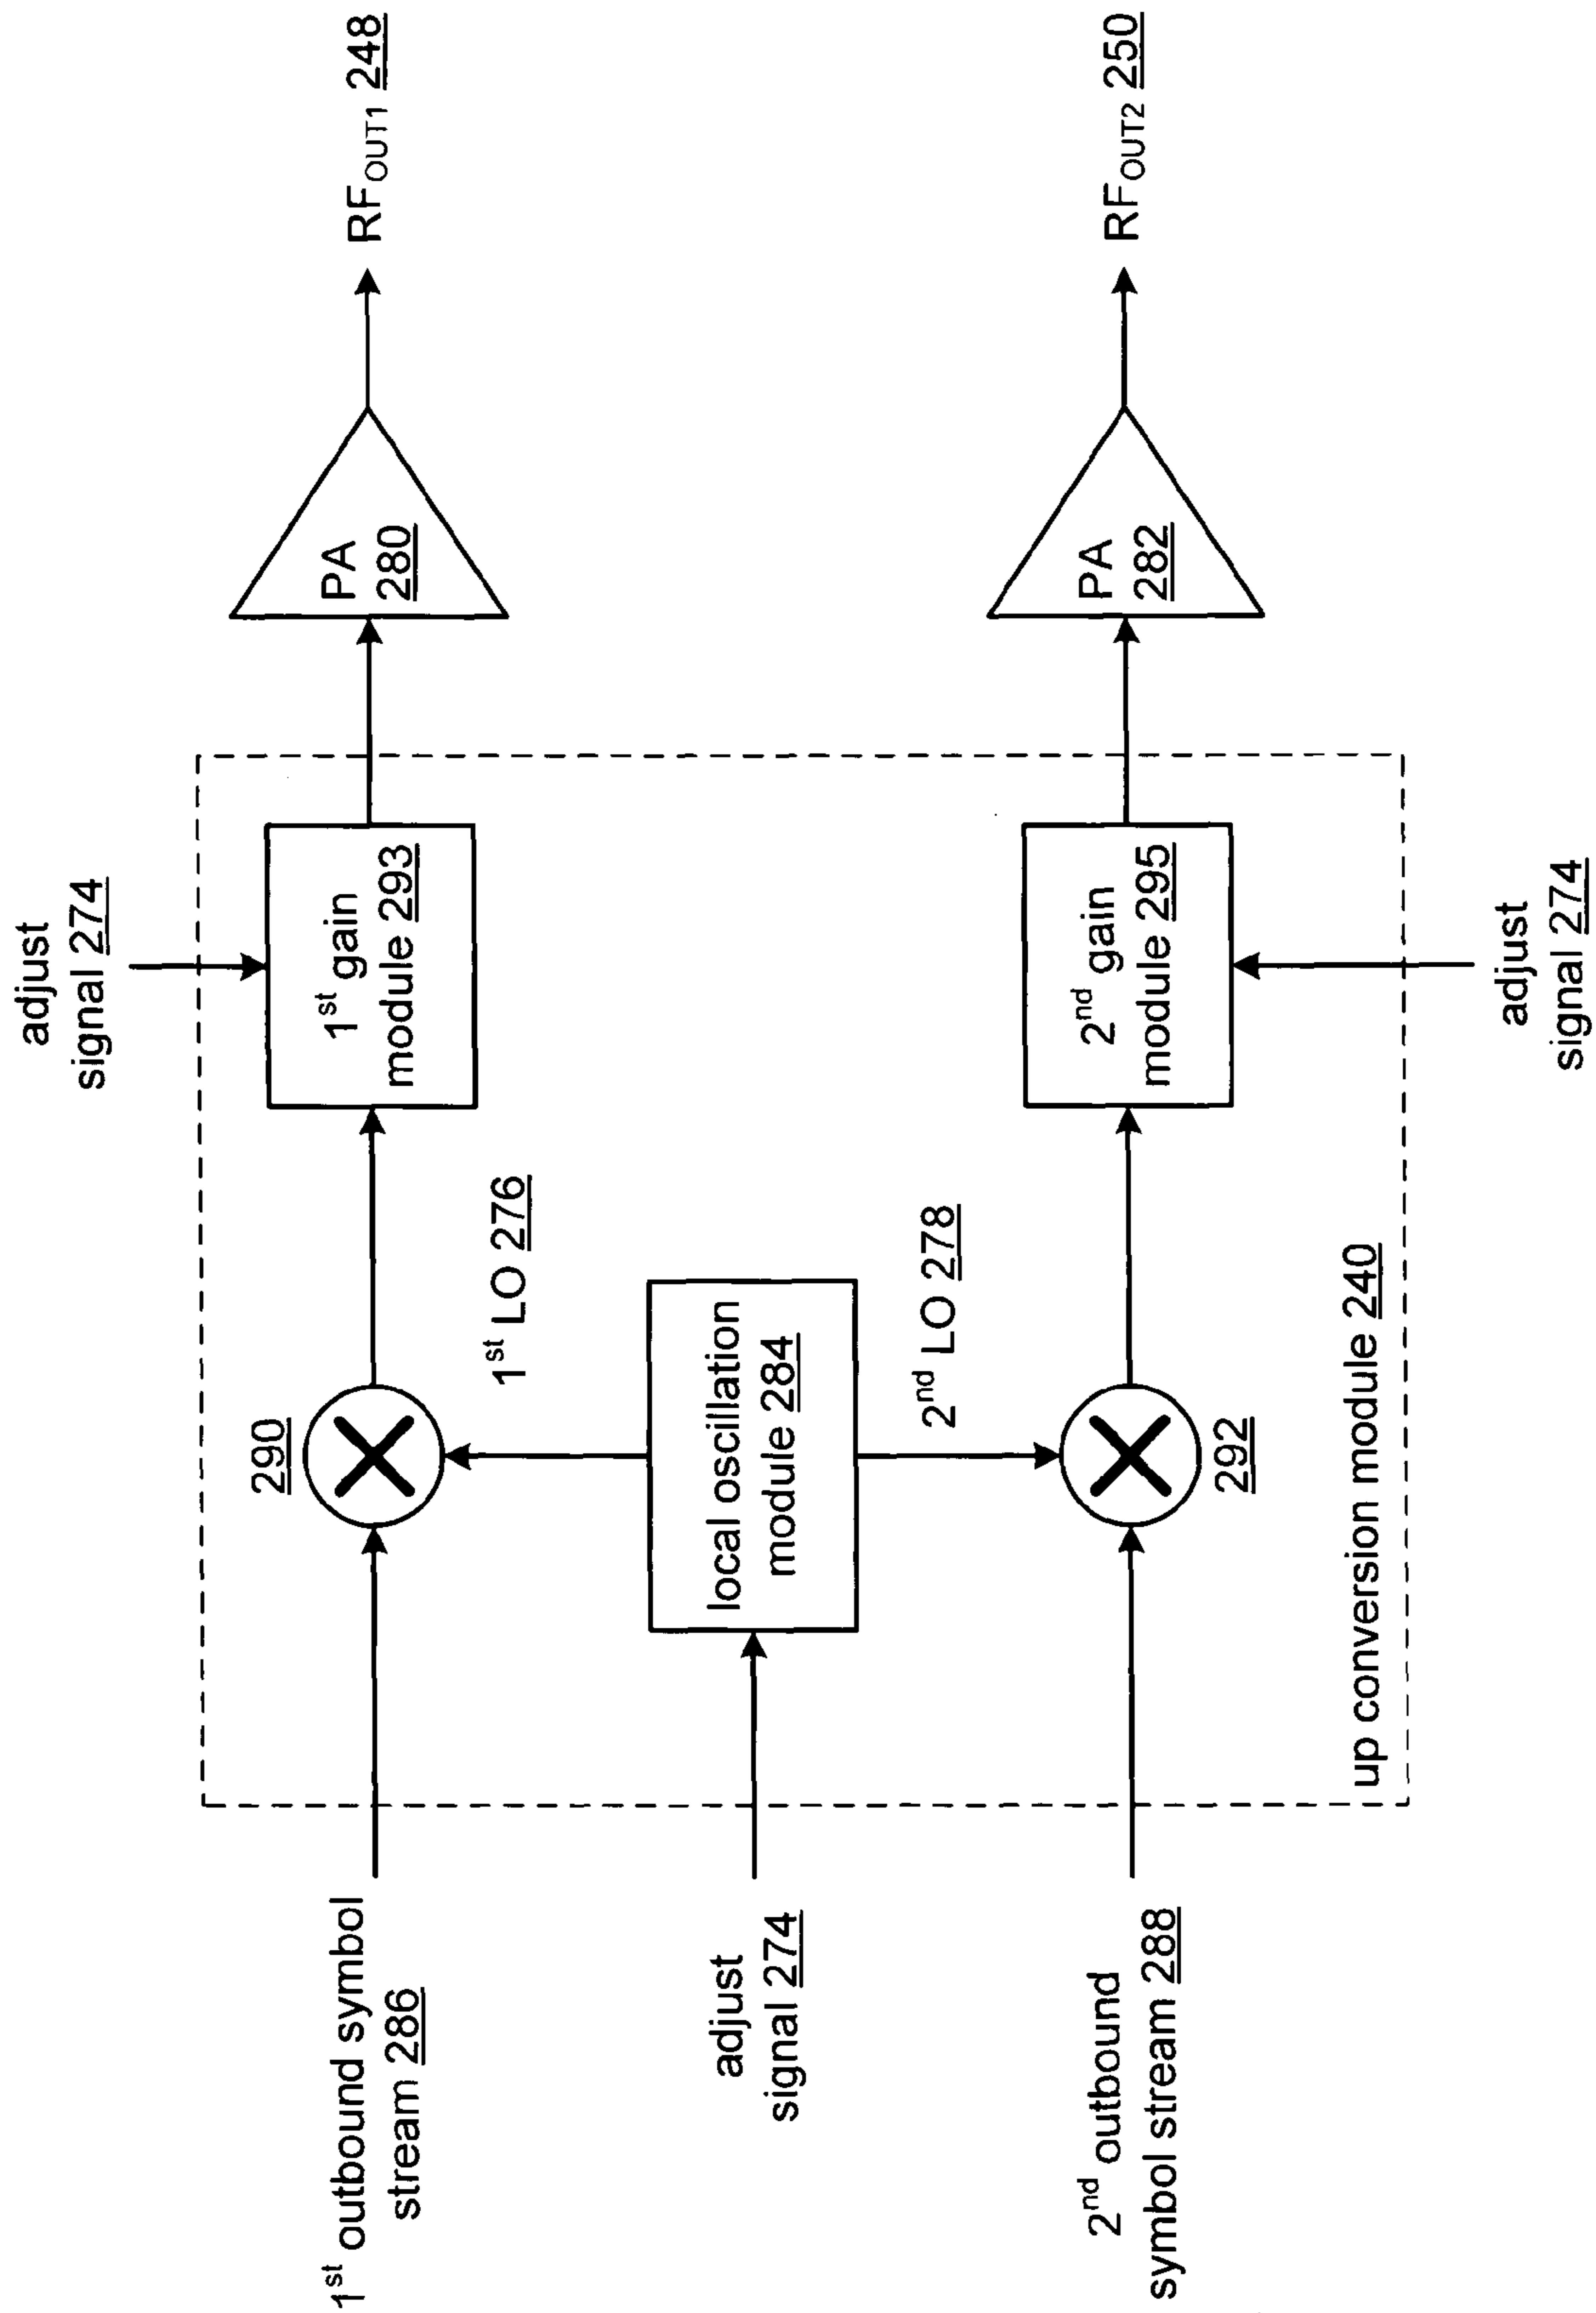 adjust
signal 274
1st outbound symbol
stream 286
290
1st gain
module 293
PA
280
RFOUT1 248
1st LO 276
adjust
signal 274
local oscillation
module 284
2nd LO 278
2nd outbound
symbol stream 288
292
2nd gain
module 295
PA
282
RFOUT2 250
up conversion module 240
adjust
signal 274